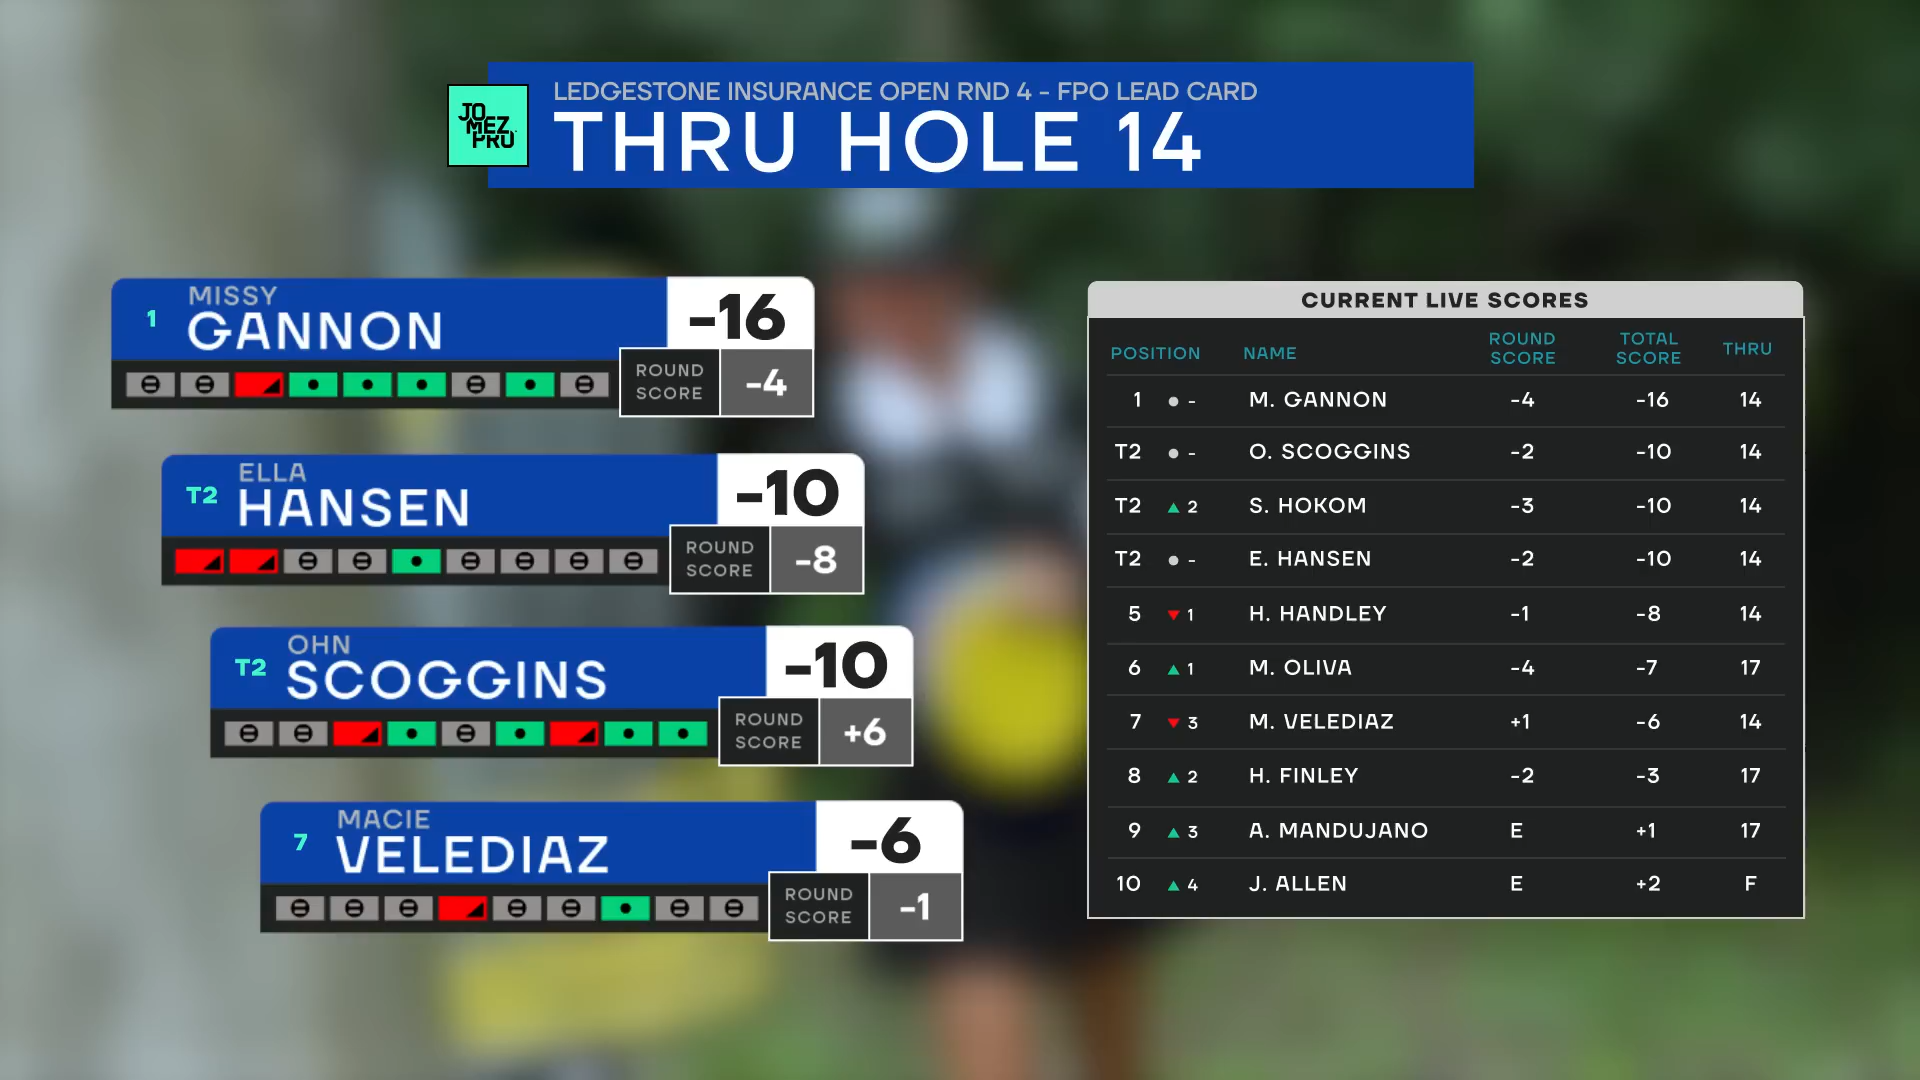 JOMEZPRO
LEDGESTONE INSURANCE OPEN RND 4 - FPO LEAD CARD
THRU HOLE 14
1 MISSY GANNON -16
ROUND SCORE -4
T2 ELLA HANSEN -10
ROUND SCORE -8
T2 OHN SCOGGINS -10
ROUND SCORE +6
7 MACIE VELEDIAZ -6
ROUND SCORE -1
CURRENT LIVE SCORES
POSITION NAME ROUND SCORE TOTAL SCORE THRU
1 - M. GANNON -4 -16 14
T2 - O. SCOGGINS -2 -10 14
T2 2 S. HOKOM -3 -10 14
T2 - E. HANSEN -2 -10 14
5 1 H. HANDLEY -1 -8 14
6 1 M. OLIVA -4 -7 17
7 3 M. VELEDIAZ +1 -6 14
8 2 H. FINLEY -2 -3 17
9 3 A. MANDUJANO E +1 17
10 4 J. ALLEN E +2 F